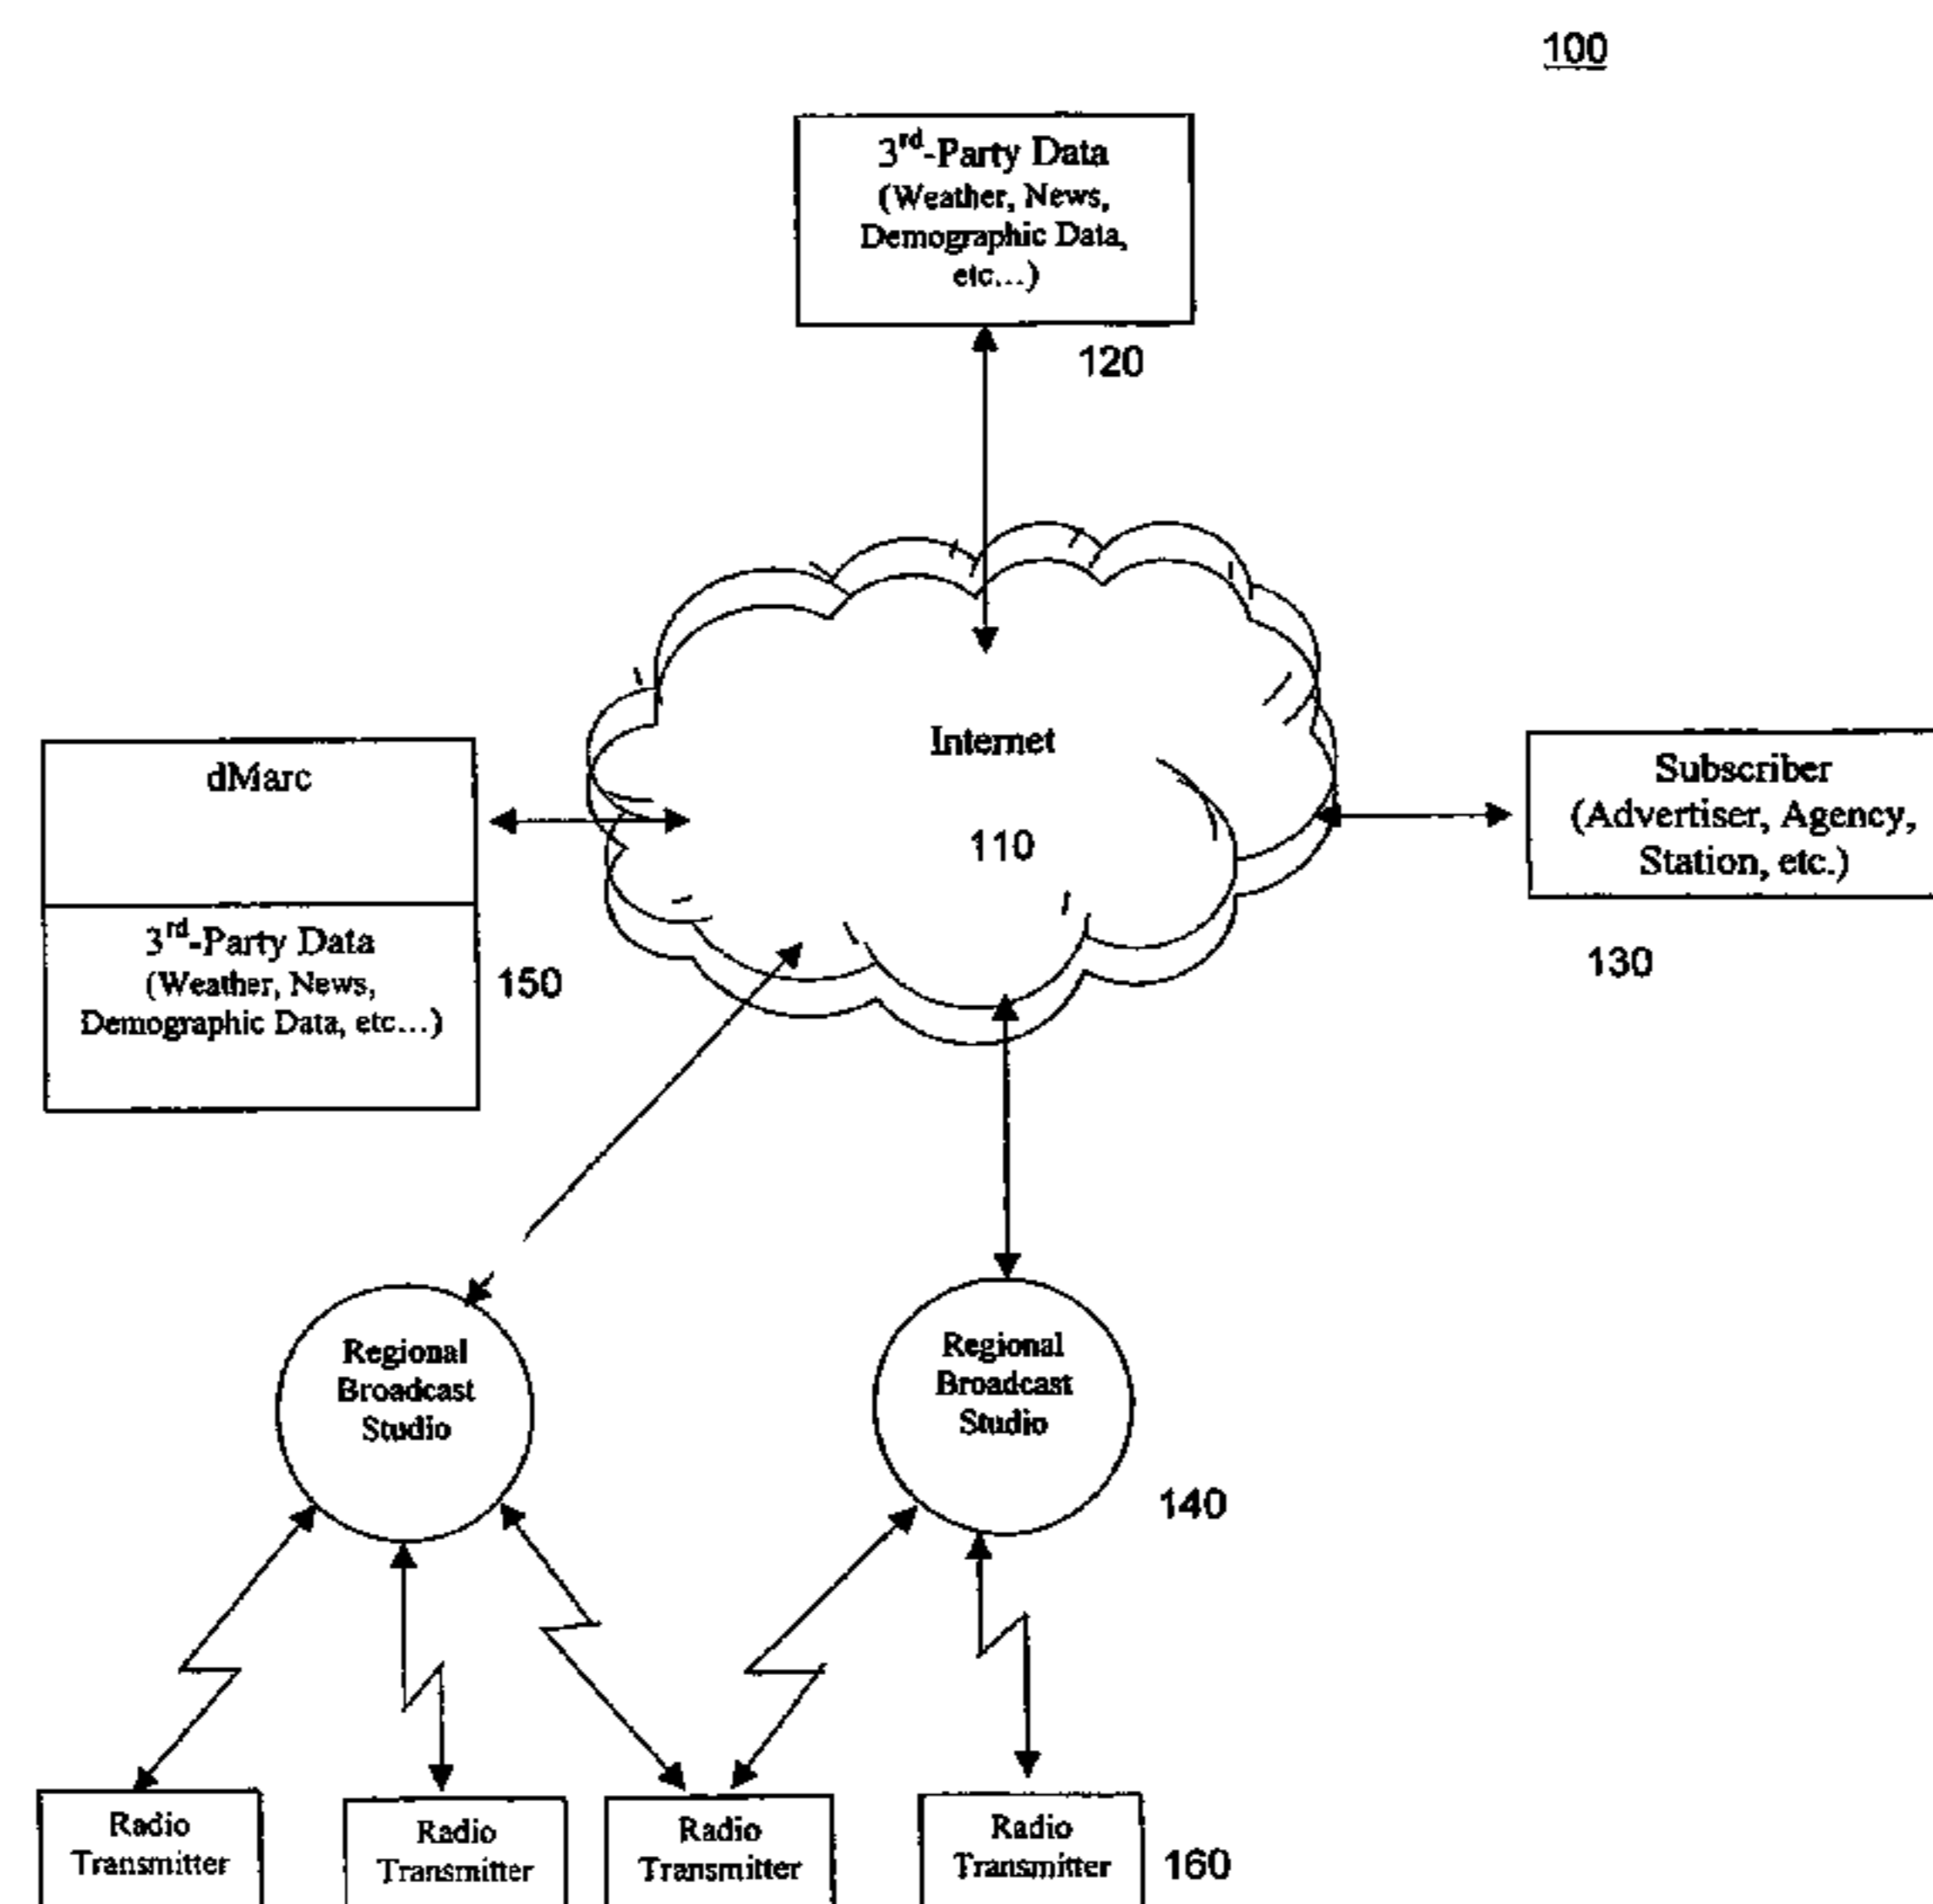 100
3rd-Party Data
(Weather, News,
Demographic Data,
etc...)
120
Internet
110
dMarc
3rd-Party Data
(Weather, News,
Demographic Data, etc...)
150
Subscriber
(Advertiser, Agency,
Station, etc.)
130
Regional
Broadcast
Studio
Regional
Broadcast
Studio
140
Radio
Transmitter
Radio
Transmitter
Radio
Transmitter
Radio
Transmitter
160